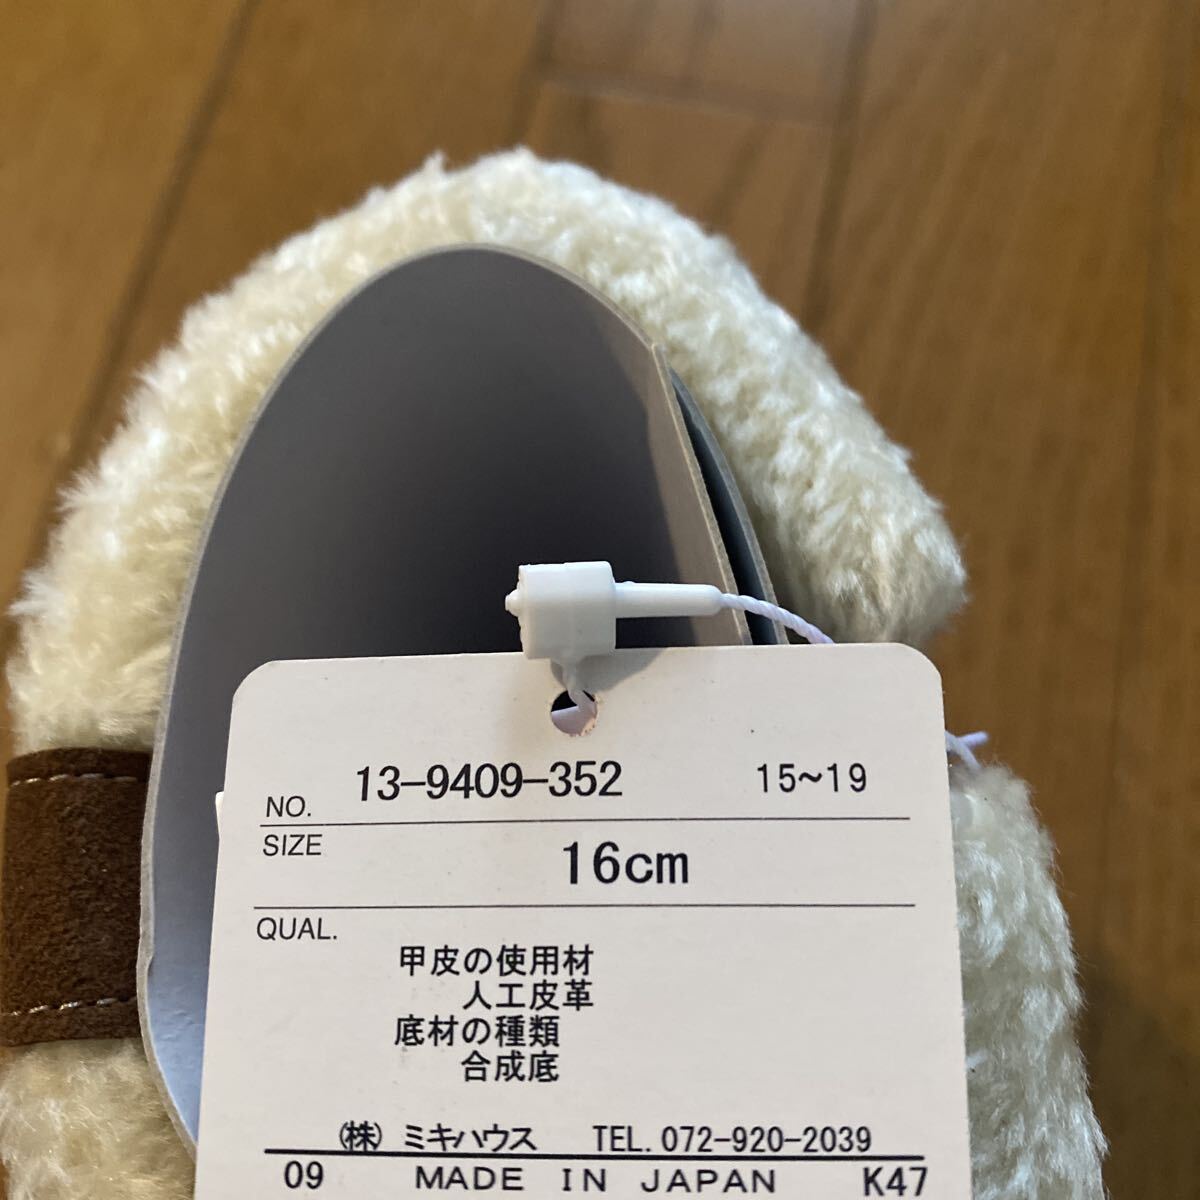 NO. 13-9409-352 15~19
SIZE 16cm
QUAL.
甲皮の使用材
人工皮革
底材の種類
合成底
㈱ ミキハウス TEL. 072-920-2039
09 MADE IN JAPAN K47